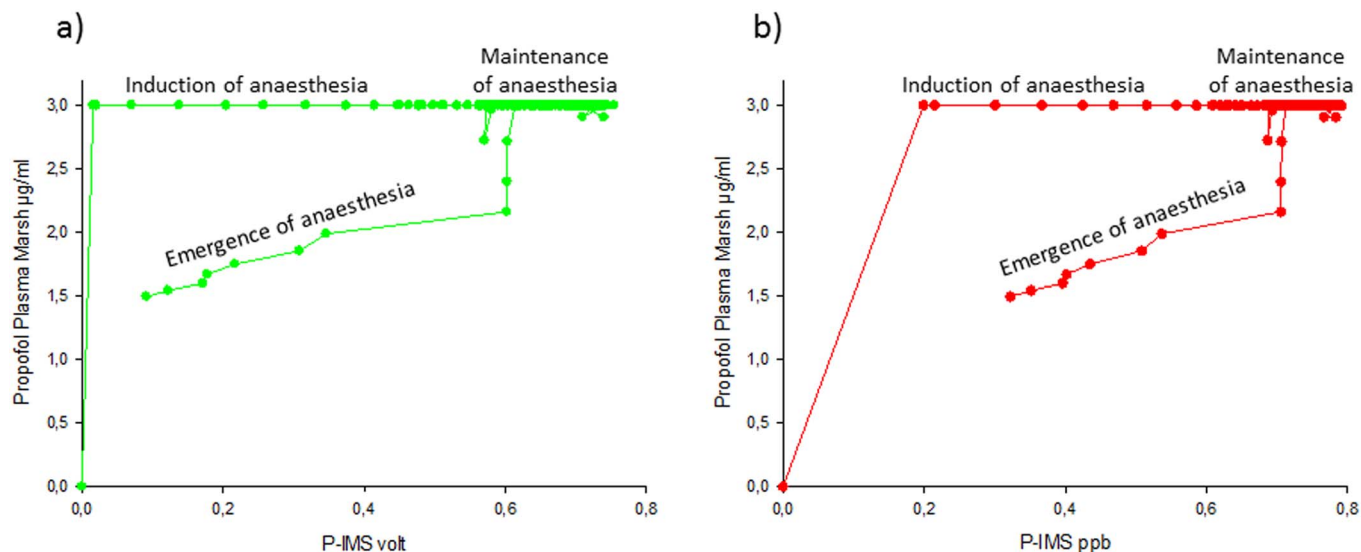 a)
Induction of anaesthesia
Maintenance
of anaesthesia
Emergence of anaesthesia
Propofol Plasma Marsh µg/ml
3,0
2,5
2,0
1,5
1,0
0,5
0,0
0,0
0,2
0,4
0,6
0,8
P-IMS volt
b)
Induction of anaesthesia
Maintenance
of anaesthesia
Emergence of anaesthesia
Propofol Plasma Marsh µg/ml
3,0
2,5
2,0
1,5
1,0
0,5
0,0
0,0
0,2
0,4
0,6
0,8
P-IMS ppb